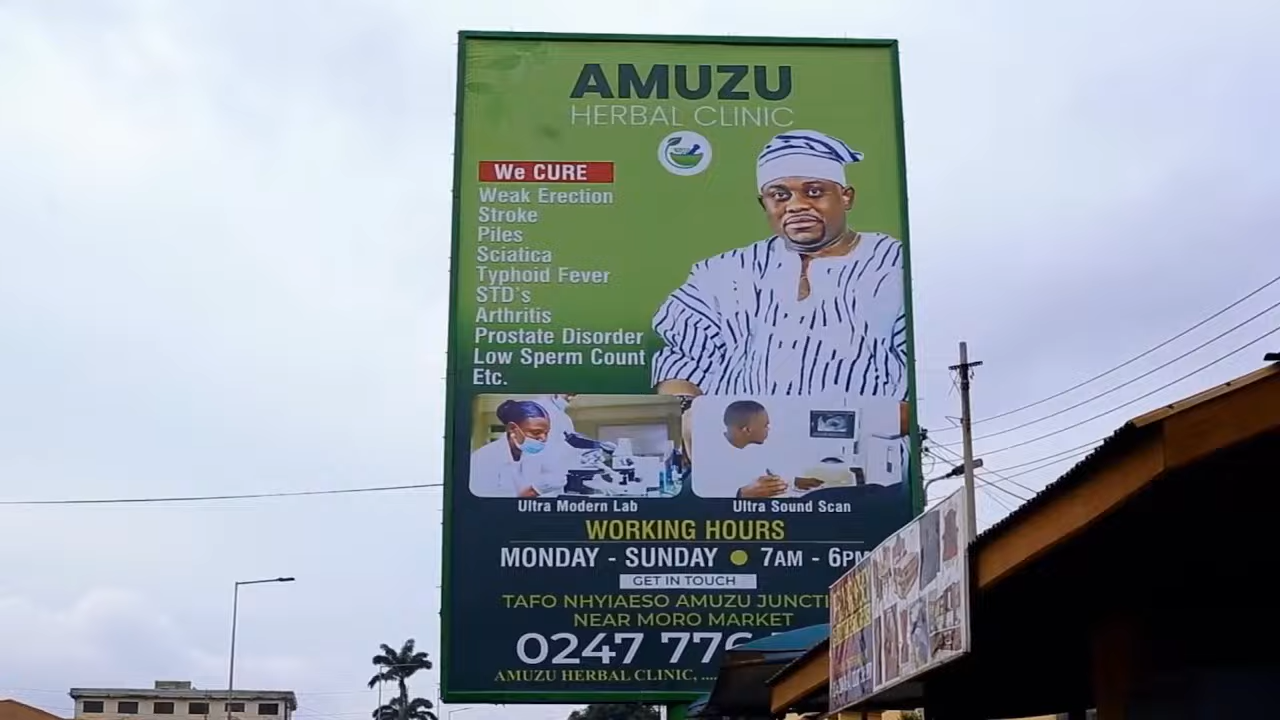 AMUZU
HERBAL CLINIC
We CURE
Weak Erection
Stroke
Piles
Sciatica
Typhoid Fever
STD's
Arthritis
Prostate Disorder
Low Sperm Count
Etc.
Ultra Modern Lab
Ultra Sound Scan
WORKING HOURS
MONDAY - SUNDAY ● 7AM - 6PM
GET IN TOUCH
TAFO NHYIAESO AMUZU
NEAR MORO MARKET
0247 776
AMUZU HERBAL CLINIC, ....